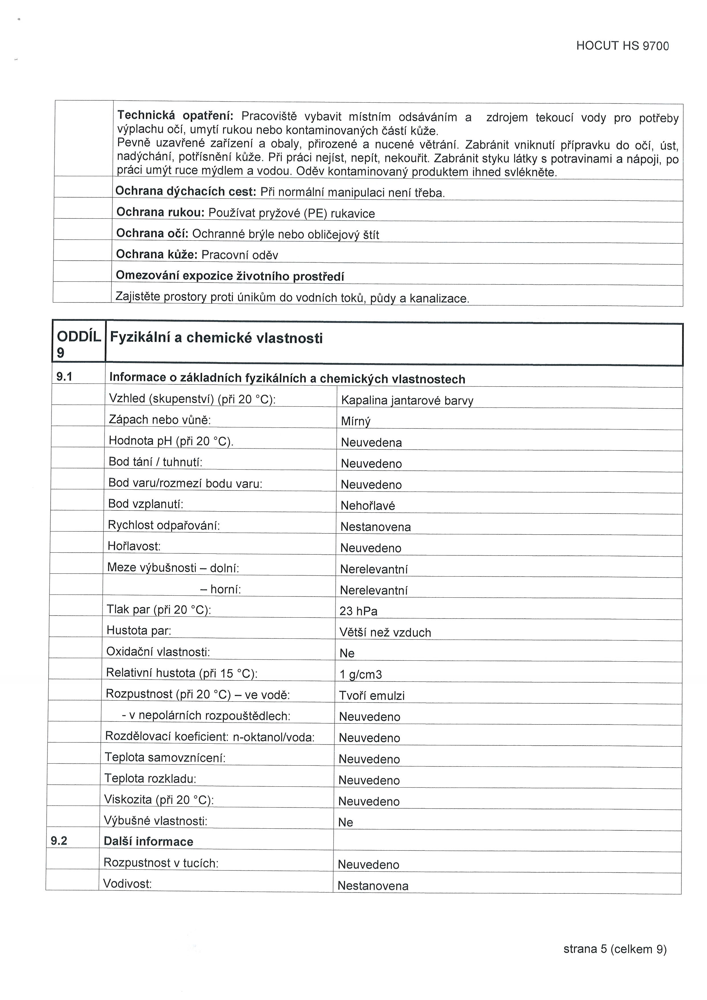 HOCUT HS 9700
Technická opatření: Pracoviště vybavit místním odsáváním a zdrojem tekoucí vody pro potřeby
výplachu očí, umytí rukou nebo kontaminovaných částí kůže.
Pevně uzavřené zařízení a obaly, přirozené a nucené větrání. Zabránit vniknutí přípravku do očí, úst,
nadýchání, potřísnění kůže. Při práci nejíst, nepít, nekouřit. Zabránit styku látky s potravinami a nápoji, po
práci umýt ruce mýdlem a vodou. Oděv kontaminovaný produktem ihned svlékněte.
Ochrana dýchacích cest: Při normální manipulaci není třeba.
Ochrana rukou: Používat pryžové (PE) rukavice
Ochrana očí: Ochranné brýle nebo obličejový štít
Ochrana kůže: Pracovní oděv
Omezování expozice životního prostředí
Zajistěte prostory proti únikům do vodních toků, půdy a kanalizace.
ODDÍL 9 Fyzikální a chemické vlastnosti
9.1 Informace o základních fyzikálních a chemických vlastnostech
Vzhled (skupenství) (při 20 °C): Kapalina jantarové barvy
Zápach nebo vůně: Mírný
Hodnota pH (při 20 °C). Neuvedena
Bod tání / tuhnutí: Neuvedeno
Bod varu/rozmezí bodu varu: Neuvedeno
Bod vzplanutí: Nehořlavé
Rychlost odpařování: Nestanovena
Hořlavost: Neuvedeno
Meze výbušnosti – dolní: Nerelevantní
– horní: Nerelevantní
Tlak par (při 20 °C): 23 hPa
Hustota par: Větší než vzduch
Oxidační vlastnosti: Ne
Relativní hustota (při 15 °C): 1 g/cm3
Rozpustnost (při 20 °C) – ve vodě: Tvoří emulzi
- v nepolárních rozpouštědlech: Neuvedeno
Rozdělovací koeficient: n-oktanol/voda: Neuvedeno
Teplota samovznícení: Neuvedeno
Teplota rozkladu: Neuvedeno
Viskozita (při 20 °C): Neuvedeno
Výbušné vlastnosti: Ne
9.2 Další informace
Rozpustnost v tucích: Neuvedeno
Vodivost: Nestanovena
strana 5 (celkem 9)